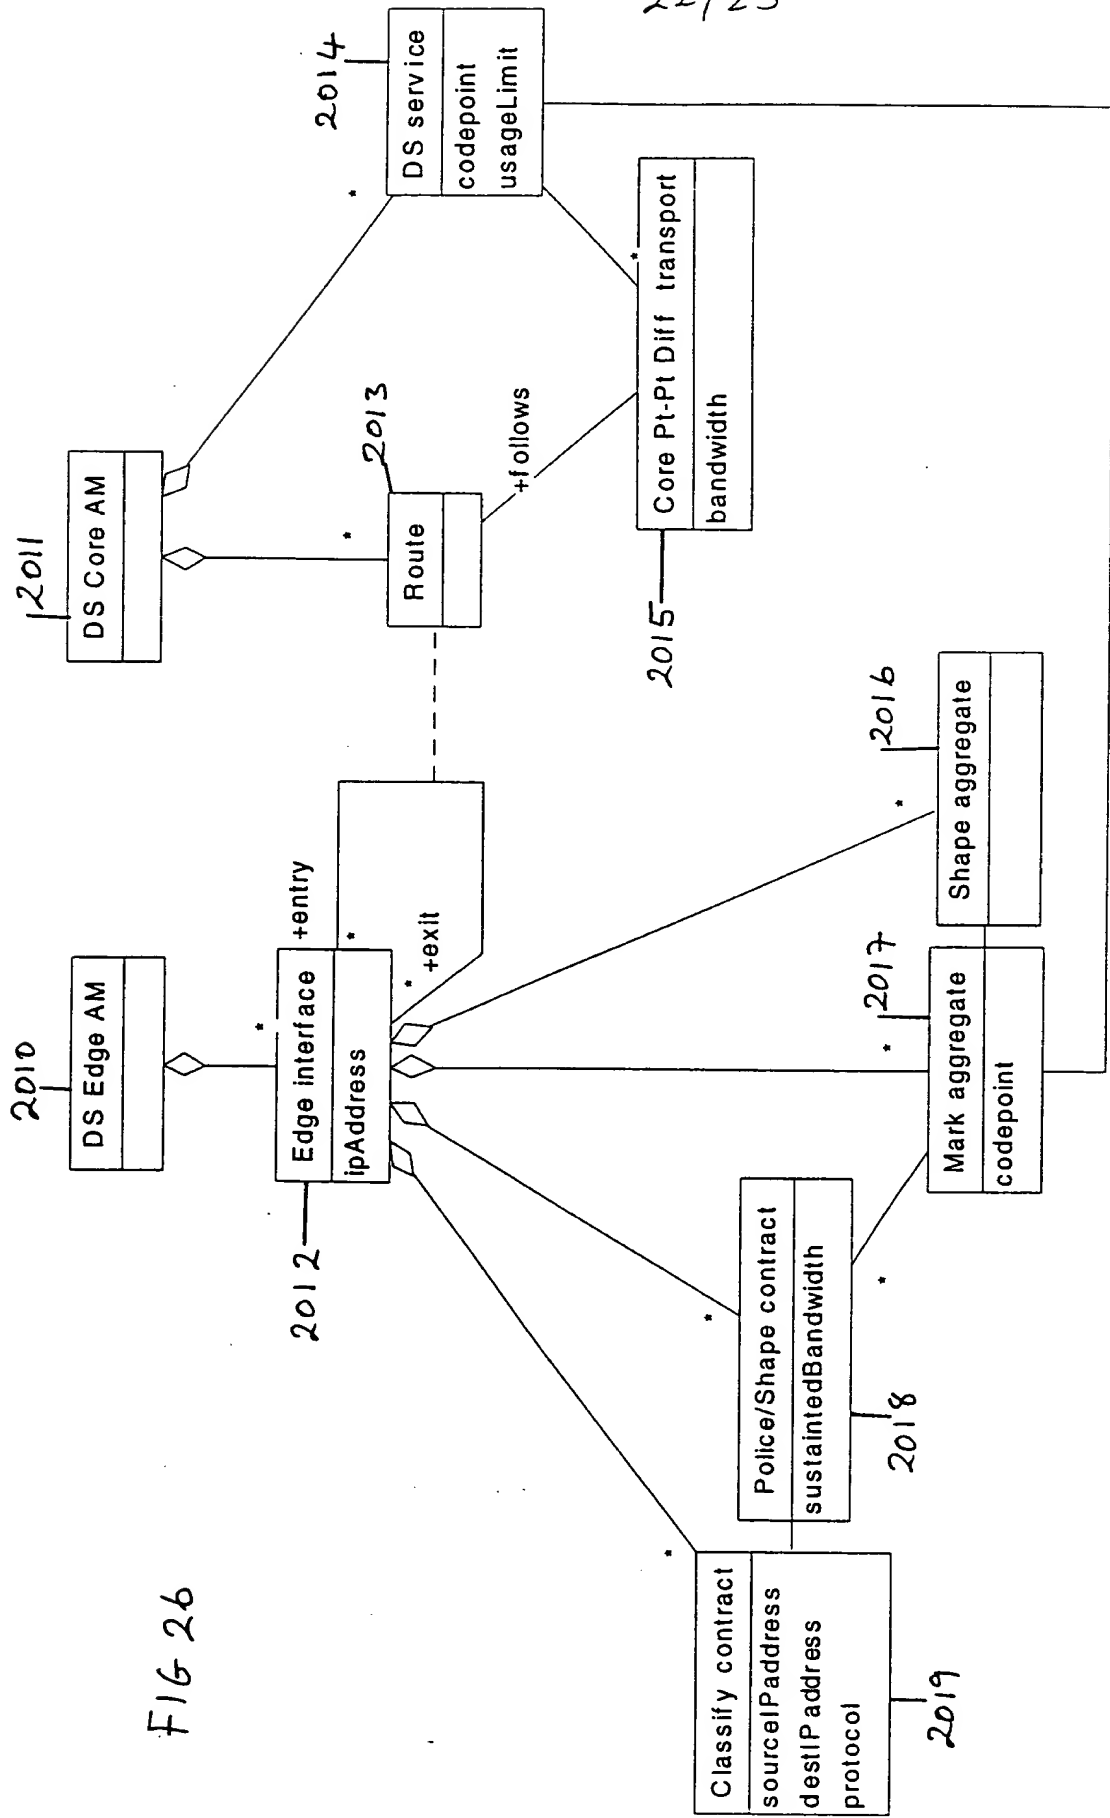 22/25
2010
DS Edge AM
*
Edge interface
ipAddress
+entry
*
*
+exit
2012
2011
DS Core AM
*
*
Route
2013
+follows
2014
DS service
codepoint
usageLimit
*
Core Pt-Pt Diff transport
bandwidth
2015
*
Shape aggregate
2016
*
Mark aggregate
codepoint
2017
*
*
Police/Shape contract
sustaintedBandwidth
2018
*
Classify contract
sourceIPaddress
destIPaddress
protocol
2019
FIG 26